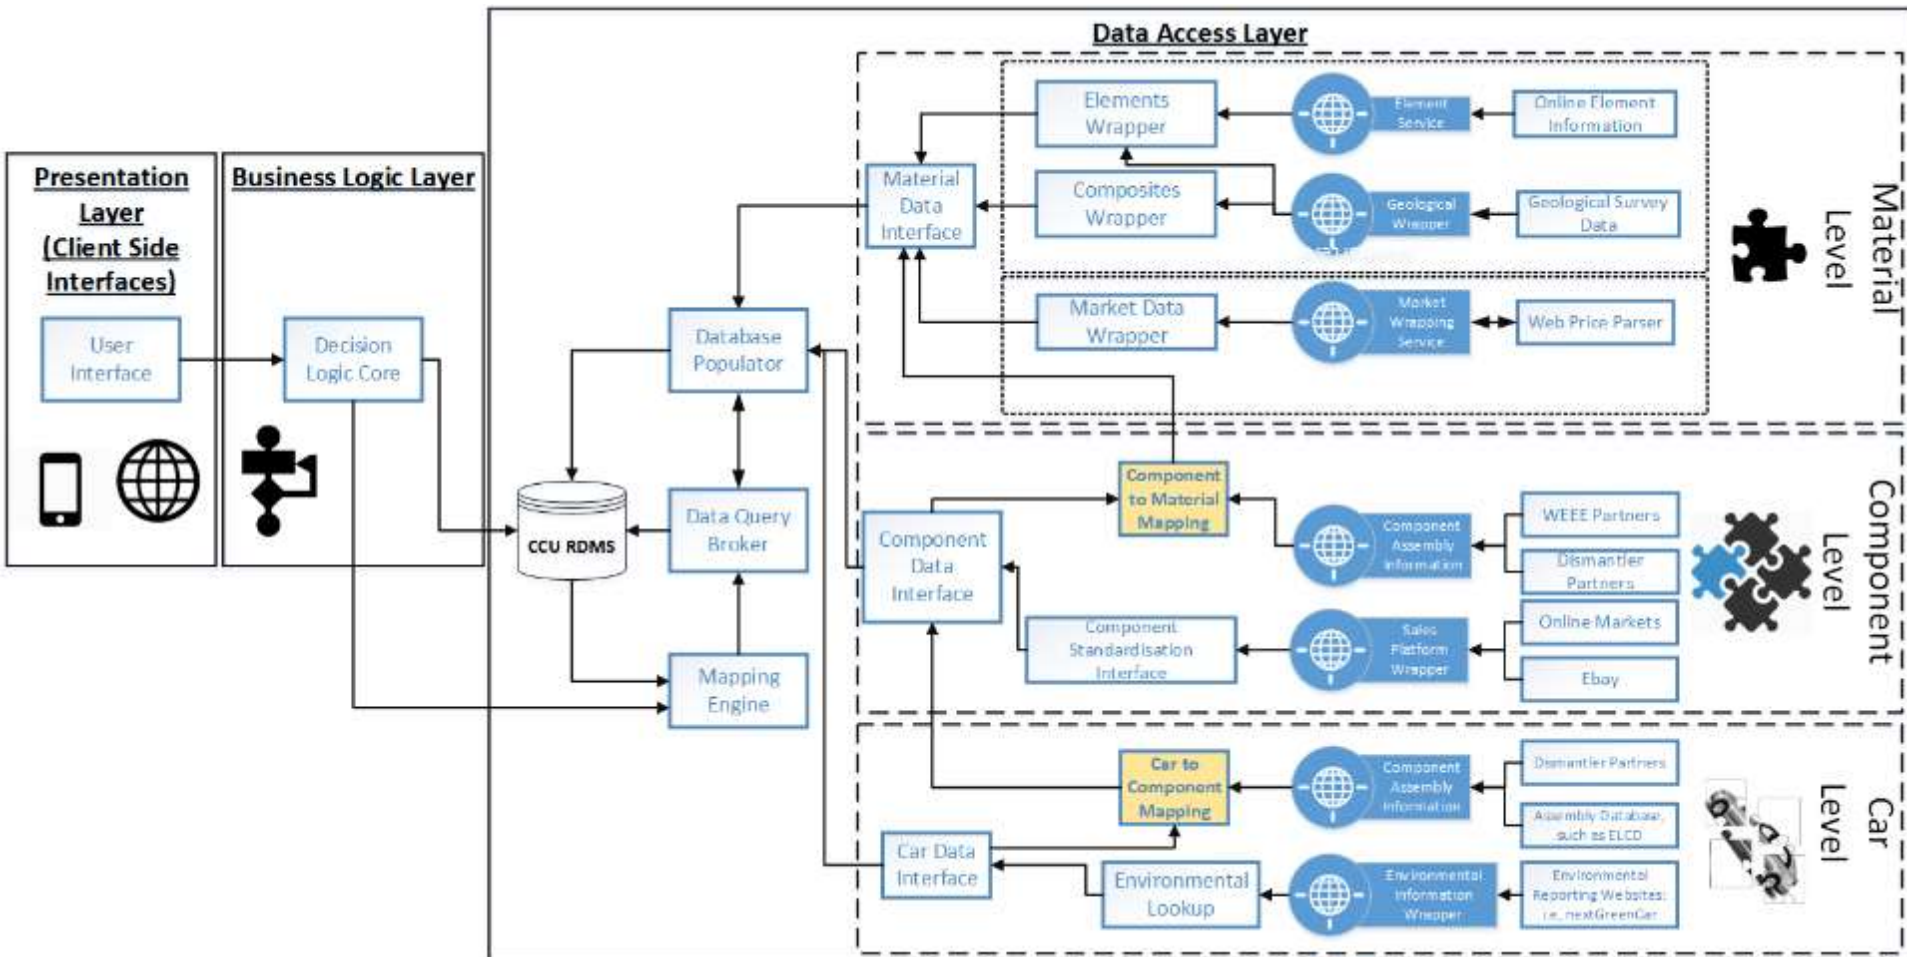 Data Access Layer
Presentation
Layer
(Client Side
Interfaces)
User
Interface
Business Logic Layer
Decision
Logic Core
CCU RDMS
Database
Populator
Data Query
Broker
Mapping
Engine
Material
Data
Interface
Elements
Wrapper
Element
Service
Online Element
Information
Composites
Wrapper
Geological
Wrapper
Geological Survey
Data
Market Data
Wrapper
Market
Wrapping
Service
Web Price Parser
Material
Level
Component
Data
Interface
Component
to Material
Mapping
Component
Assembly
Information
WEEE Partners
Dismantler
Partners
Component
Standardisation
Interface
Sales
Platform
Wrapper
Online Markets
Ebay
Component
Level
Car to
Component
Mapping
Component
Assembly
Information
Dismantler Partners
Assembly Database,
such as ELCD
Car Data
Interface
Environmental
Lookup
Environmental
Information
Wrapper
Environmental
Reporting Websites:
i.e, nextGreenCar
Car
Level